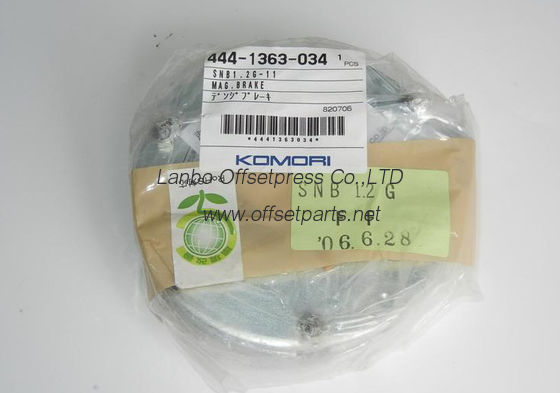 444-1363-034 1
PCS
SNB1.2G-11
MAG.BRAKE
デンジブレーキ
820706
*4441363034*
KOMORI
Lanbo Offsetpress Co.,LTD
SNB 1.2 G
www.offsetparts.net
'06.6.28